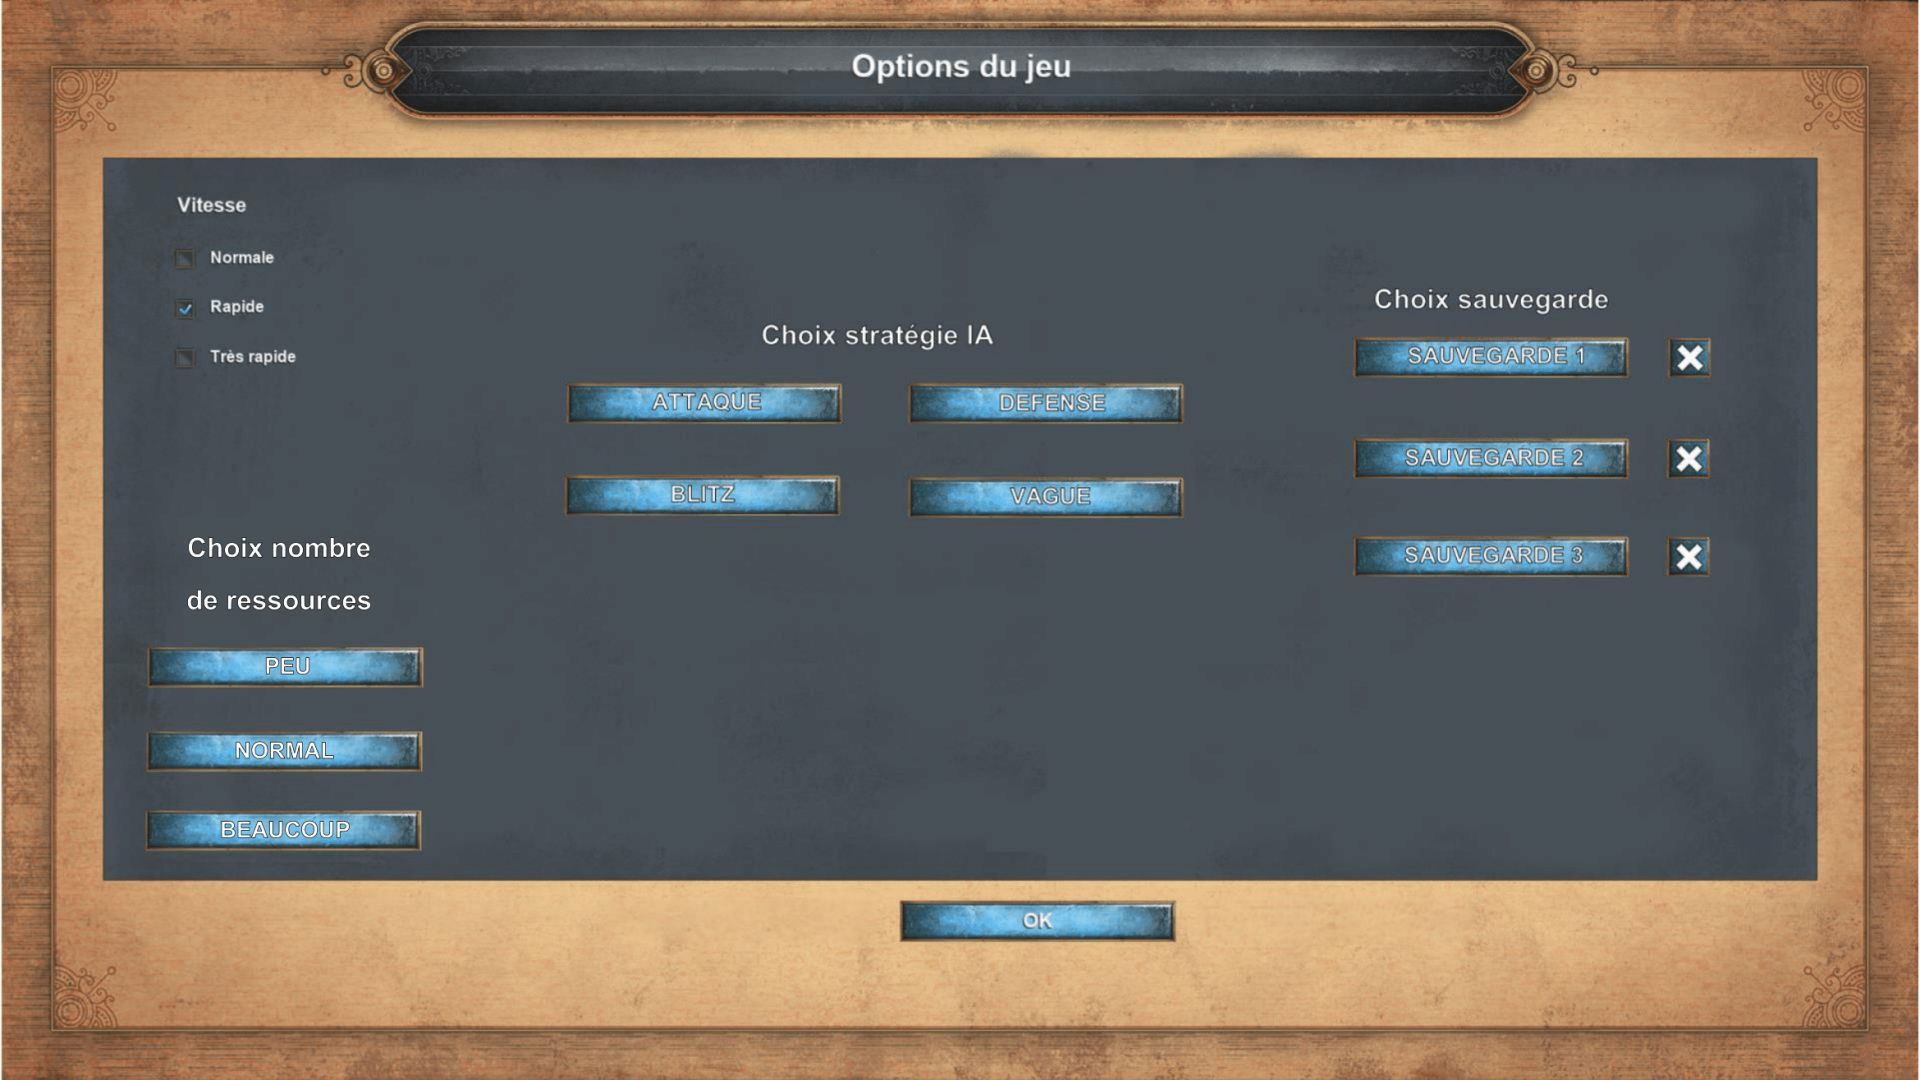 Options du jeu
Vitesse
Normale
Rapide
Très rapide
Choix nombre
de ressources
PEU
NORMAL
BEAUCOUP
Choix stratégie IA
ATTAQUE
DEFENSE
BLITZ
VAGUE
Choix sauvegarde
SAUVEGARDE 1
SAUVEGARDE 2
SAUVEGARDE 3
OK